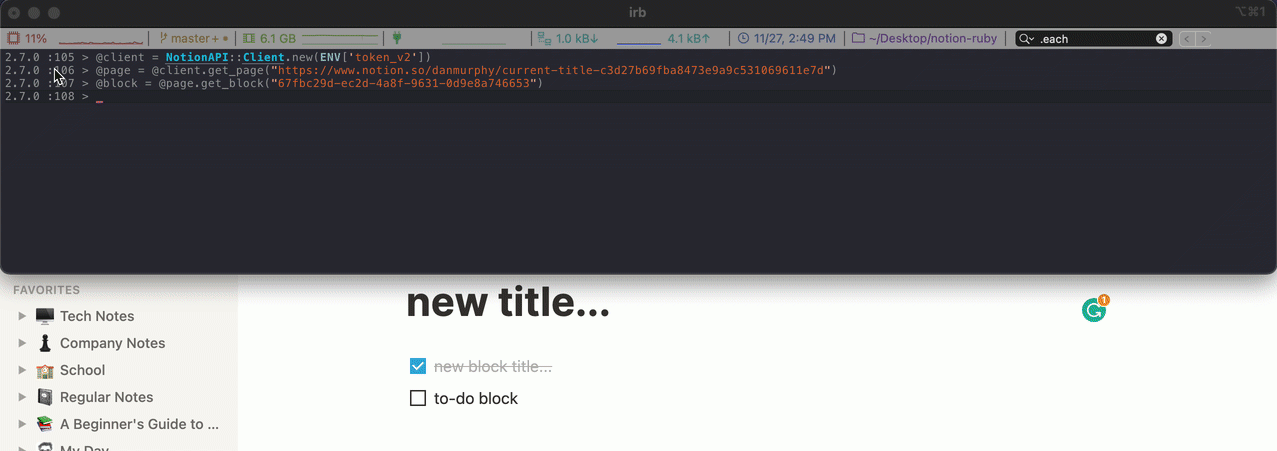 irb
⌥⌘1
11% master+ 6.1 GB 1.0 kB↓ 4.1 kB↑ 11/27, 2:49 PM ~/Desktop/notion-ruby .each
2.7.0 :105 > @client = NotionAPI::Client.new(ENV['token_v2'])
2.7.0 :106 > @page = @client.get_page("https://www.notion.so/danmurphy/current-title-c3d27b69fba8473e9a9c531069611e7d")
2.7.0 :107 > @block = @page.get_block("67fbc29d-ec2d-4a8f-9631-0d9e8a746653")
2.7.0 :108 >
FAVORITES
Tech Notes
Company Notes
School
Regular Notes
A Beginner's Guide to ...
My Day
new title...
new block title...
to-do block
1